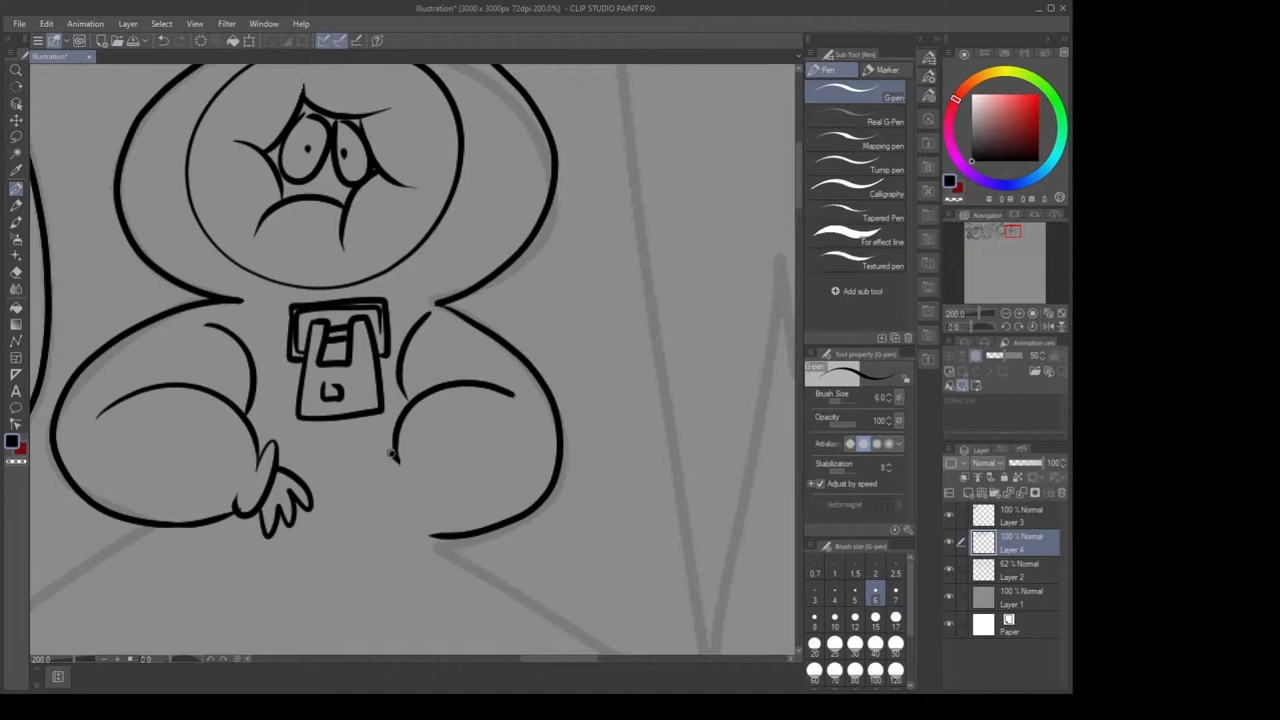 Illustration* (3000 x 3000px 72dpi 200.0%) - CLIP STUDIO PAINT PRO
File Edit Animation Layer Select View Filter Window Help
Illustration*
Sub Tool [Pen]
Pen Marker
G-pen
Real G-Pen
Mapping pen
Turnip pen
Calligraphy
Tapered Pen
For effect line
Textured pen
Add sub tool
Tool property [G-pen]
G-pen
Brush Size 6.0
Opacity 100
Stabilization 8
Adjust by speed
Vector magnet
Brush size [G-pen]
0.7 1 1.5 2 2.5
3 4 5 6 7
8 10 12 15 17
20 25 30 40 50
60 70 80 100 120
Navigator
200.0
0.0
Animation cels
50
Layer
Normal 100
100 % Normal
Layer 3
100 % Normal
Layer 4
62 % Normal
Layer 2
100 % Normal
Layer 1
Paper
200.0 0.0